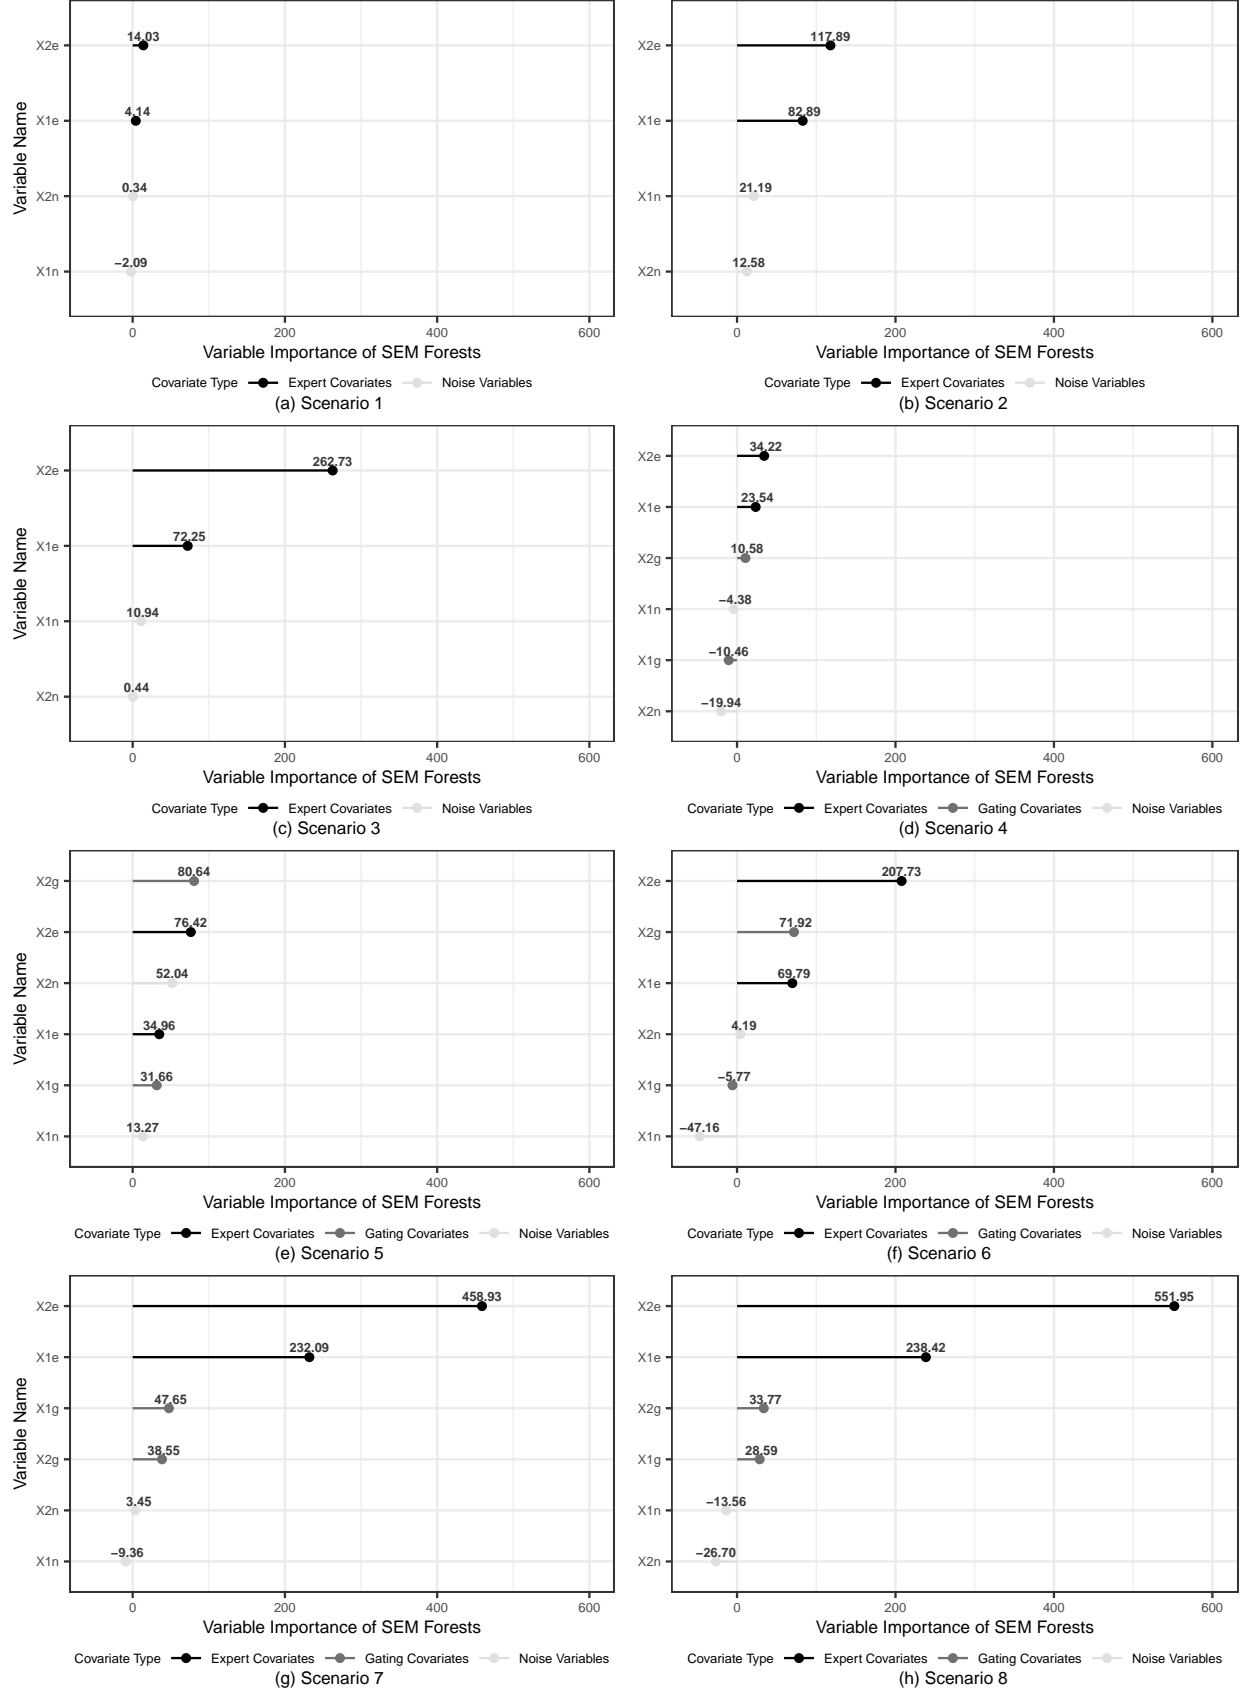 Variable Name
X2e
X1e
X2n
X1n
14.03
4.14
0.34
−2.09
0 200 400 600
Variable Importance of SEM Forests
Covariate Type Expert Covariates Noise Variables
(a) Scenario 1
X2e
X1e
X1n
X2n
117.89
82.89
21.19
12.58
0 200 400 600
Variable Importance of SEM Forests
Covariate Type Expert Covariates Noise Variables
(b) Scenario 2
Variable Name
X2e
X1e
X1n
X2n
262.73
72.25
10.94
0.44
0 200 400 600
Variable Importance of SEM Forests
Covariate Type Expert Covariates Noise Variables
(c) Scenario 3
X2e
X1e
X2g
X1n
X1g
X2n
34.22
23.54
10.58
−4.38
−10.46
−19.94
0 200 400 600
Variable Importance of SEM Forests
Covariate Type Expert Covariates Gating Covariates Noise Variables
(d) Scenario 4
Variable Name
X2g
X2e
X2n
X1e
X1g
X1n
80.64
76.42
52.04
34.96
31.66
13.27
0 200 400 600
Variable Importance of SEM Forests
Covariate Type Expert Covariates Gating Covariates Noise Variables
(e) Scenario 5
X2e
X2g
X1e
X2n
X1g
X1n
207.73
71.92
69.79
4.19
−5.77
−47.16
0 200 400 600
Variable Importance of SEM Forests
Covariate Type Expert Covariates Gating Covariates Noise Variables
(f) Scenario 6
Variable Name
X2e
X1e
X1g
X2g
X2n
X1n
458.93
232.09
47.65
38.55
3.45
−9.36
0 200 400 600
Variable Importance of SEM Forests
Covariate Type Expert Covariates Gating Covariates Noise Variables
(g) Scenario 7
X2e
X1e
X2g
X1g
X1n
X2n
551.95
238.42
33.77
28.59
−13.56
−26.70
0 200 400 600
Variable Importance of SEM Forests
Covariate Type Expert Covariates Gating Covariates Noise Variables
(h) Scenario 8